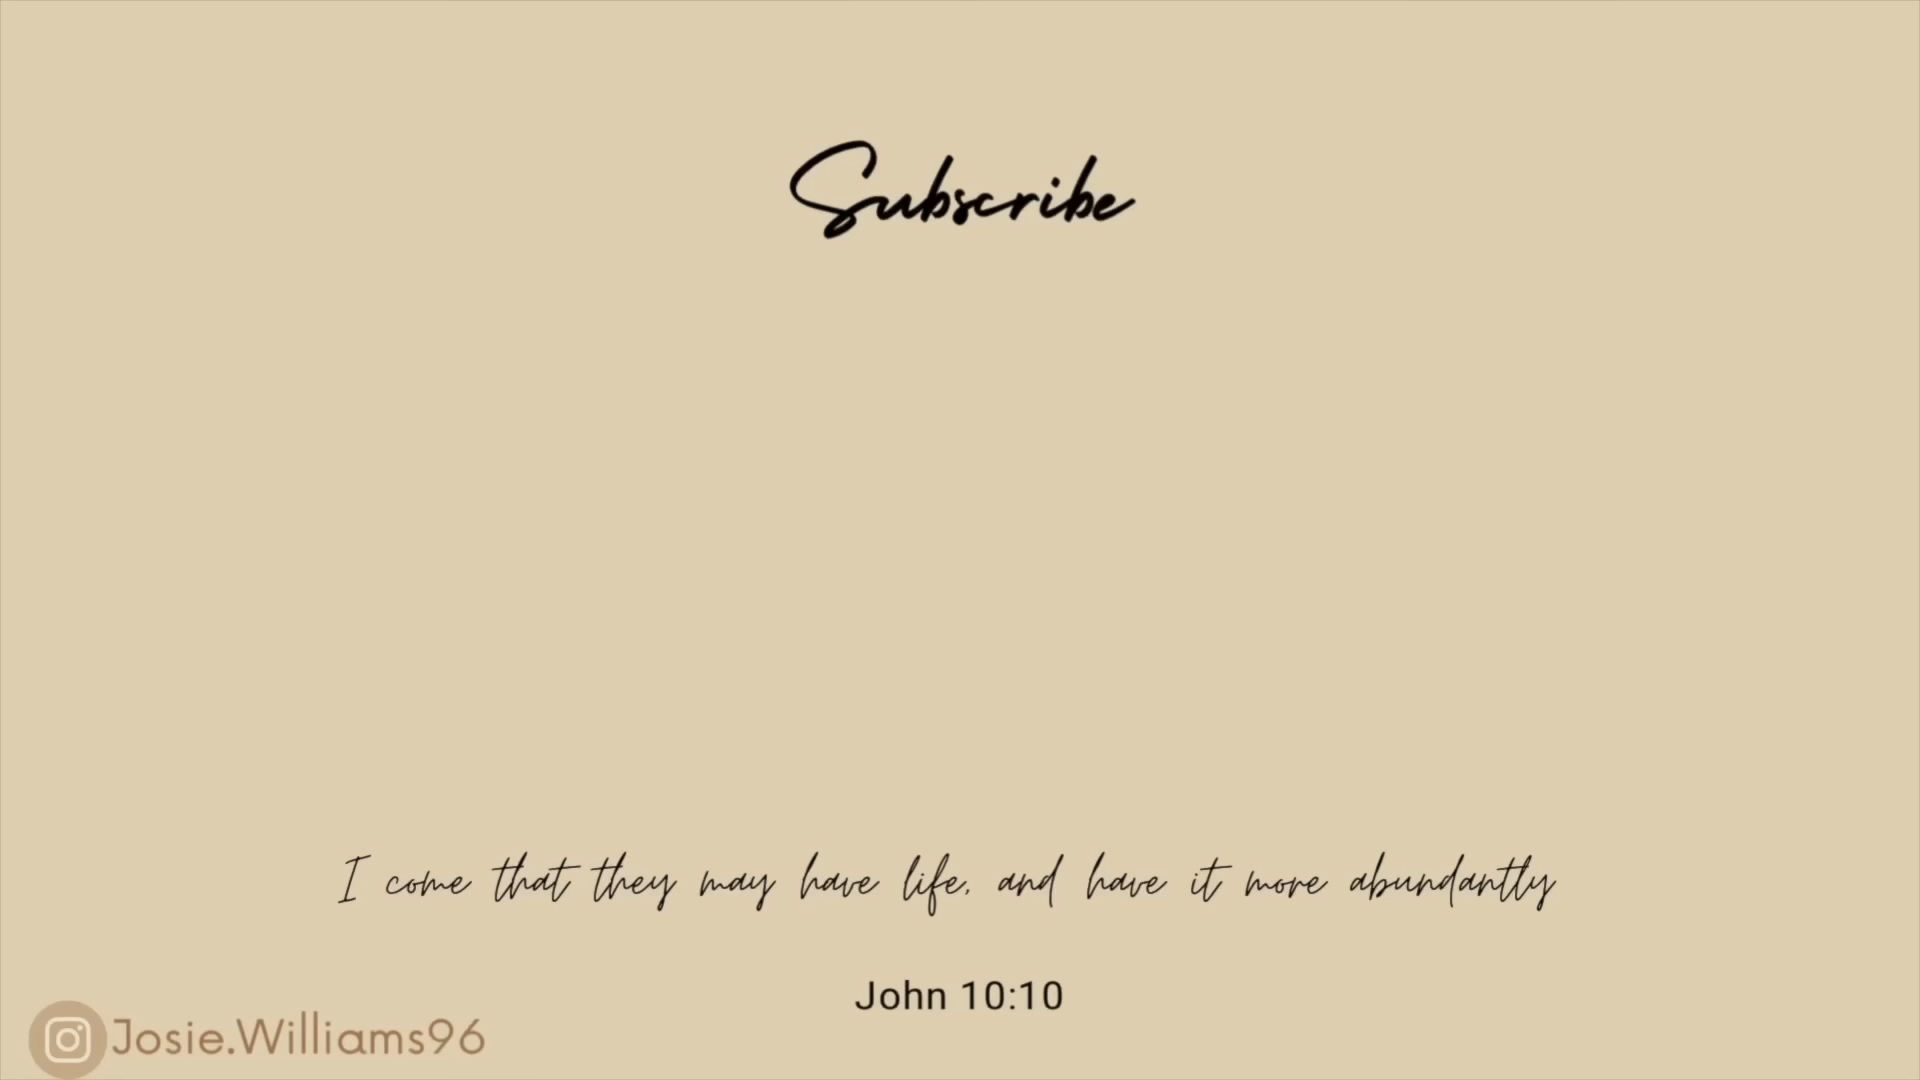 Subscribe
I come that they may have life, and have it more abundantly
John 10:10
Josie.Williams96